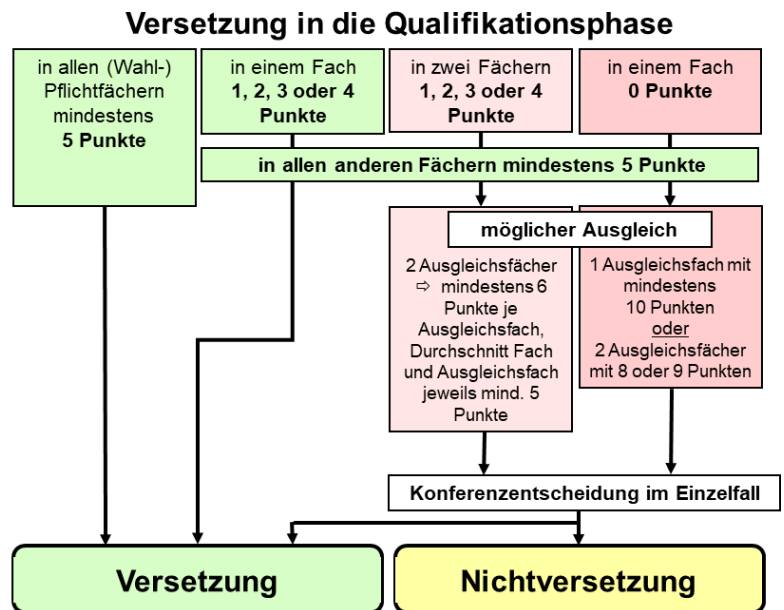 Versetzung in die Qualifikationsphase
in allen (Wahl-)
Pflichtfächern
mindestens
5 Punkte
in einem Fach
1, 2, 3 oder 4
Punkte
in zwei Fächern
1, 2, 3 oder 4
Punkte
in einem Fach
0 Punkte
in allen anderen Fächern mindestens 5 Punkte
möglicher Ausgleich
2 Ausgleichsfächer
⇨ mindestens 6
Punkte je
Ausgleichsfach,
Durchschnitt Fach
und Ausgleichsfach
jeweils mind. 5
Punkte
1 Ausgleichsfach mit
mindestens
10 Punkten
oder
2 Ausgleichsfächer
mit 8 oder 9 Punkten
Konferenzentscheidung im Einzelfall
Versetzung
Nichtversetzung